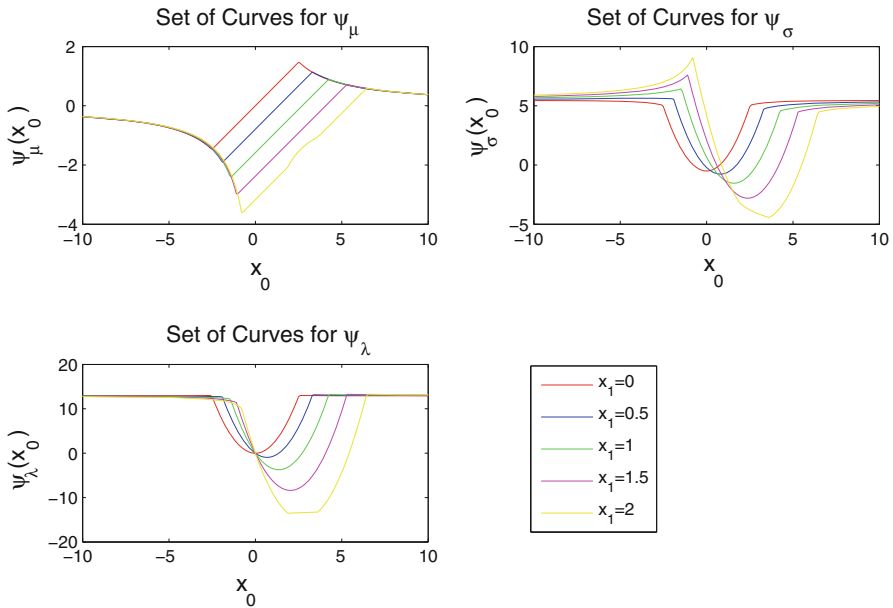 Set of Curves for ψ_μ
2
0
−2
−4
ψ_μ(x_0)
−10 −5 0 5 10
x_0
Set of Curves for ψ_σ
10
5
0
−5
ψ_σ(x_0)
−10 −5 0 5 10
x_0
Set of Curves for ψ_λ
20
10
0
−10
−20
ψ_λ(x_0)
−10 −5 0 5 10
x_0
x_1=0
x_1=0.5
x_1=1
x_1=1.5
x_1=2